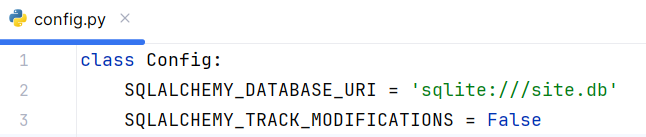 config.py
1 class Config:
2     SQLALCHEMY_DATABASE_URI = 'sqlite:///site.db'
3     SQLALCHEMY_TRACK_MODIFICATIONS = False